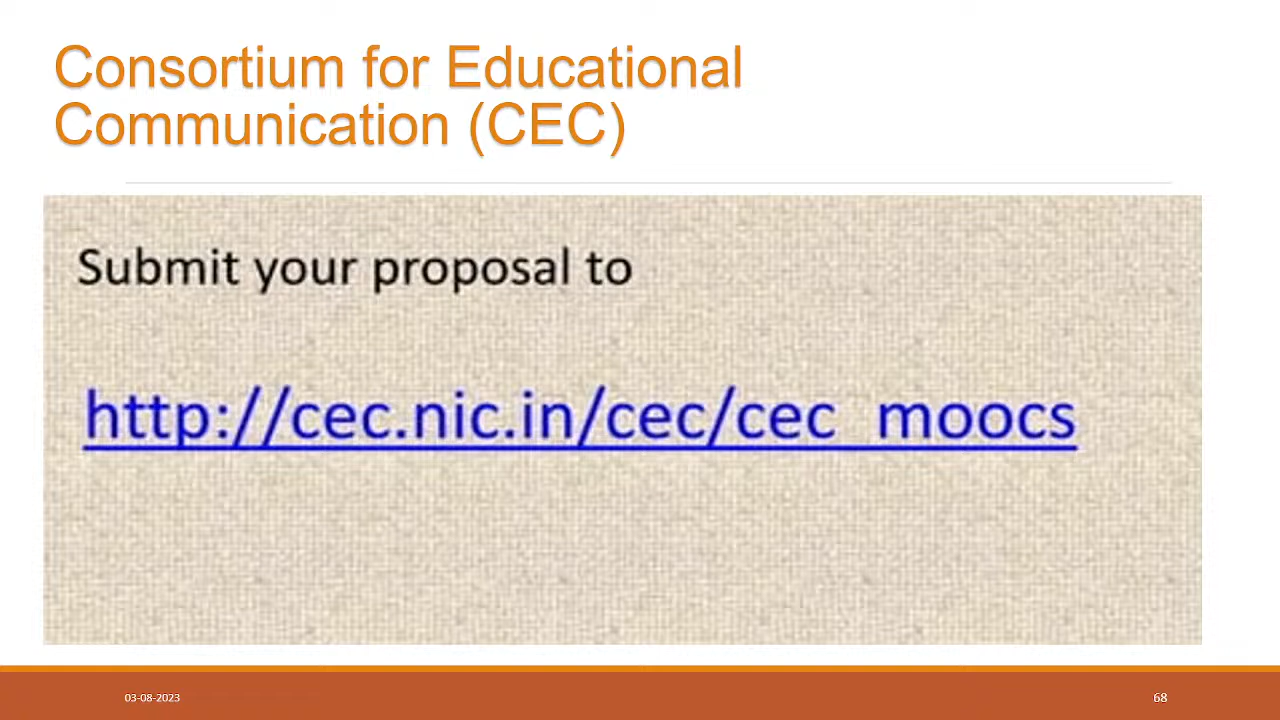 Consortium for Educational
Communication (CEC)
Submit your proposal to
http://cec.nic.in/cec/cec_moocs
03-08-2023
68